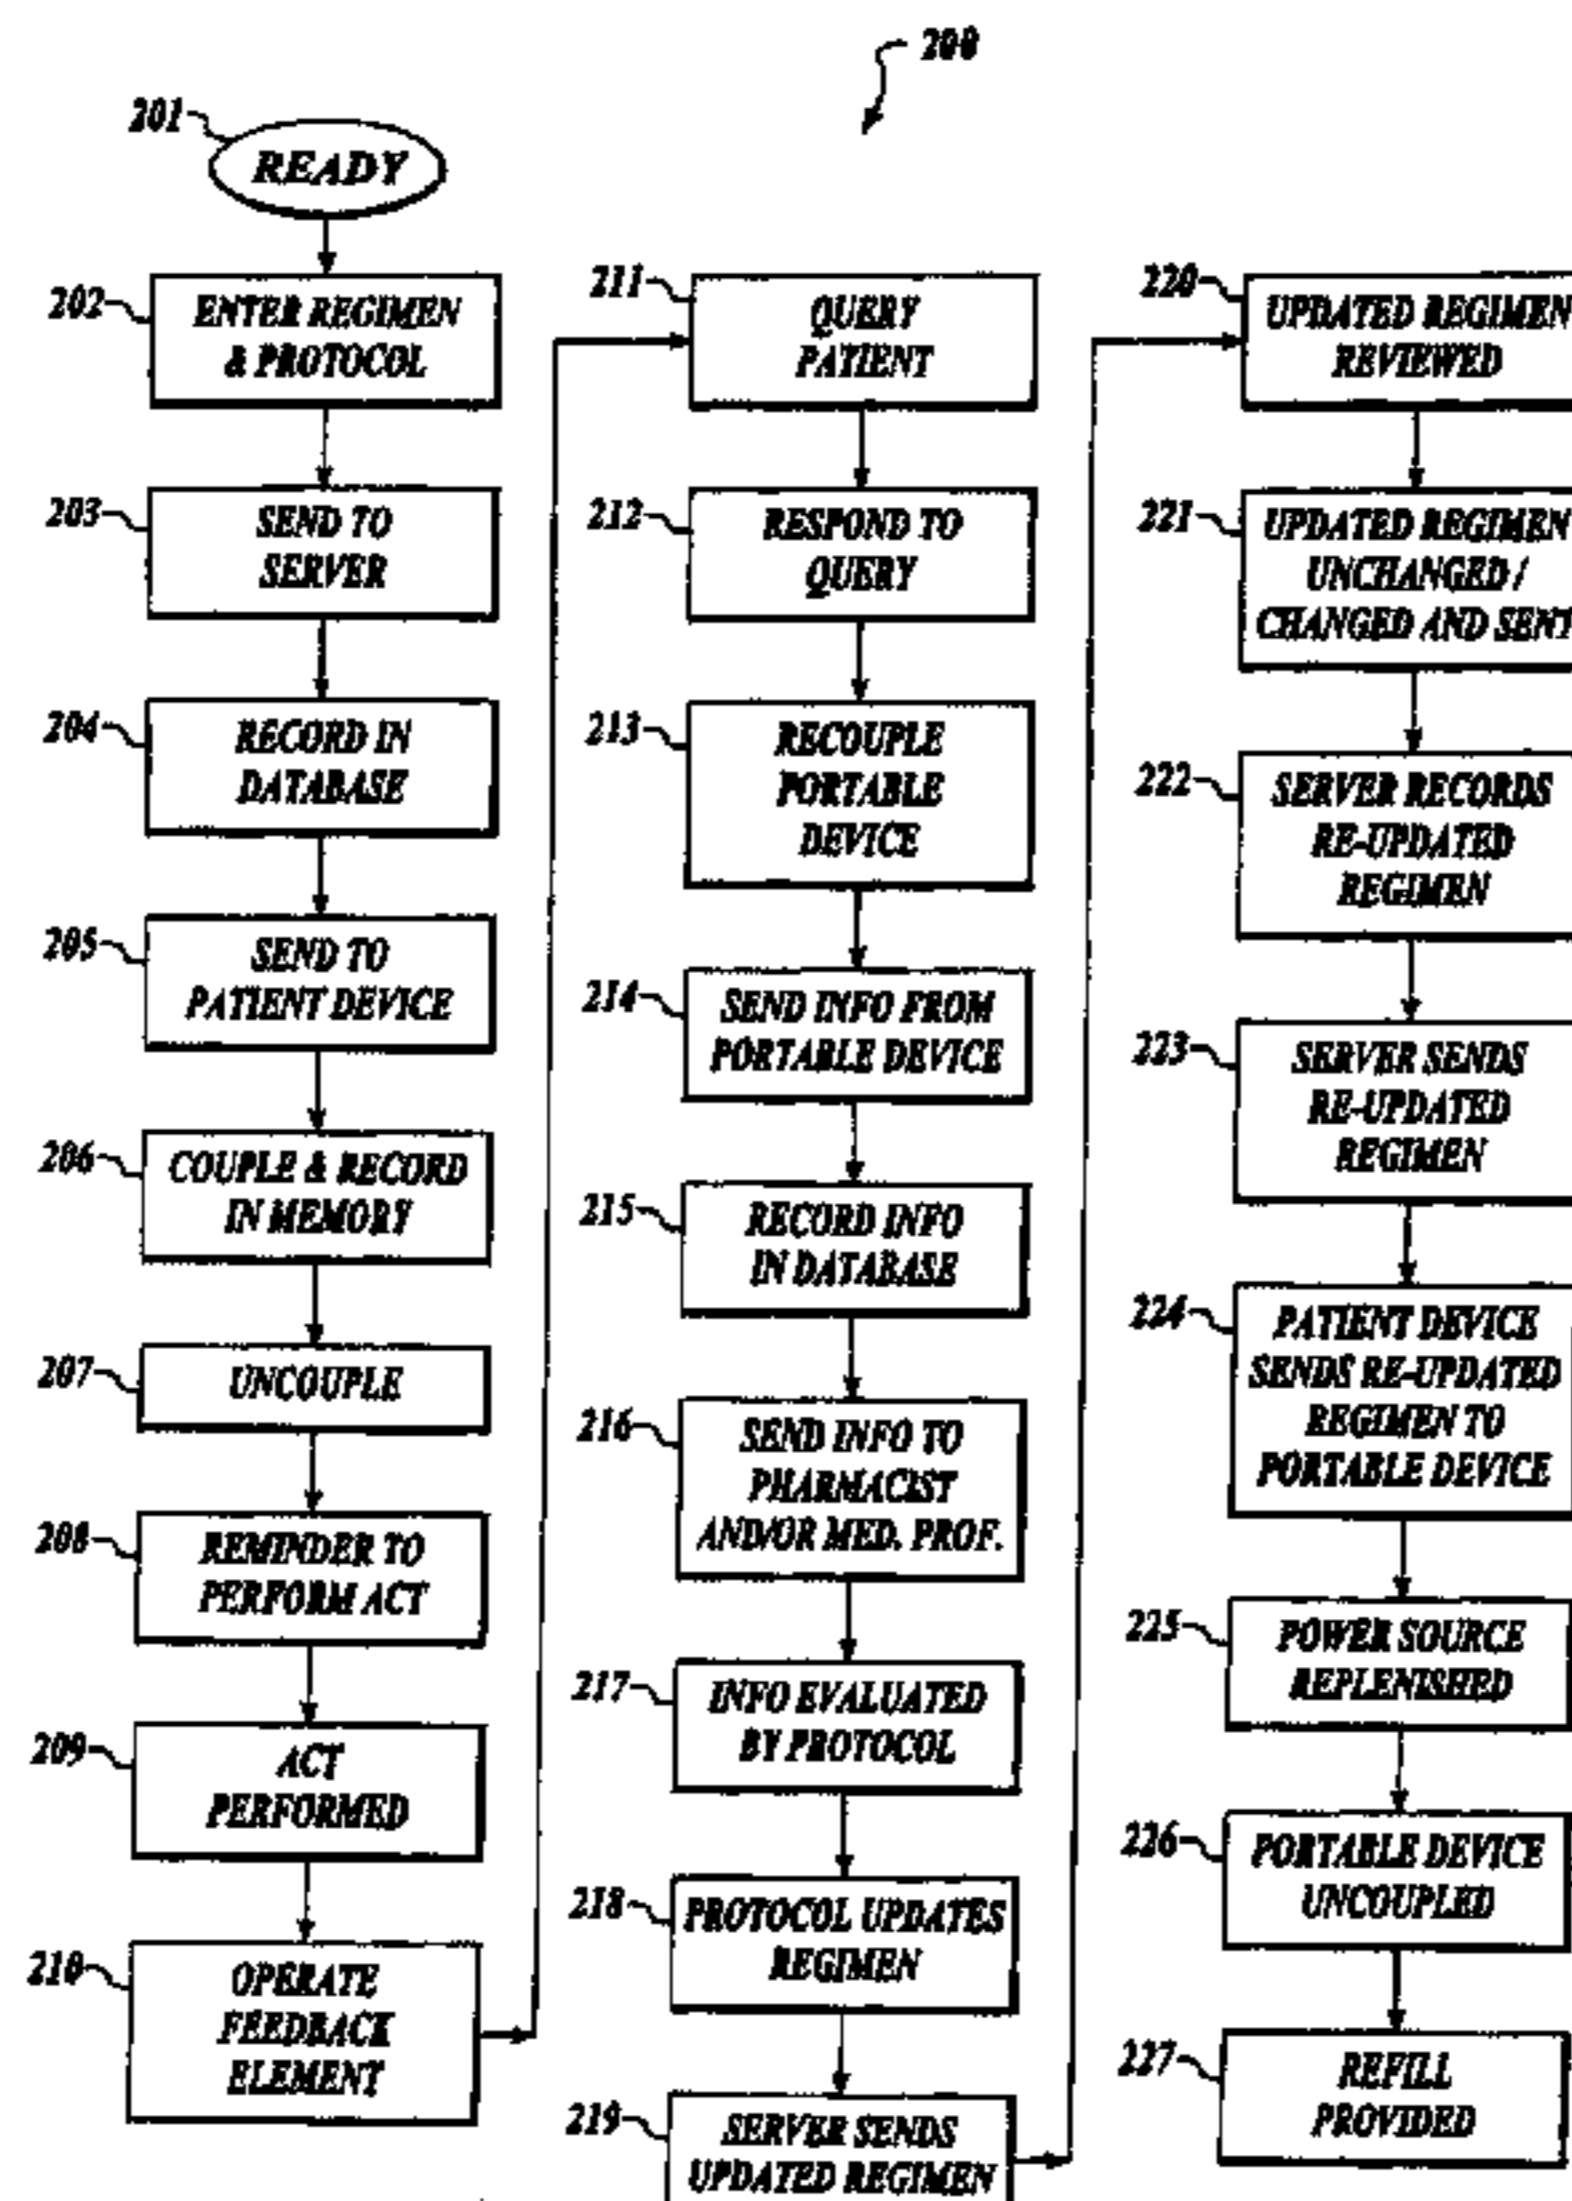 200
201
READY
202
ENTER REGIMEN
& PROTOCOL
203
SEND TO
SERVER
204
RECORD IN
DATABASE
205
SEND TO
PATIENT DEVICE
206
COUPLE & RECORD
IN MEMORY
207
UNCOUPLE
208
REMINDER TO
PERFORM ACT
209
ACT
PERFORMED
210
OPERATE
FEEDBACK
ELEMENT
211
QUERY
PATIENT
212
RESPOND TO
QUERY
213
RECOUPLE
PORTABLE
DEVICE
214
SEND INFO FROM
PORTABLE DEVICE
215
RECORD INFO
IN DATABASE
216
SEND INFO TO
PHARMACIST
AND/OR MED. PROF.
217
INFO EVALUATED
BY PROTOCOL
218
PROTOCOL UPDATES
REGIMEN
219
SERVER SENDS
UPDATED REGIMEN
220
UPDATED REGIMEN
REVIEWED
221
UPDATED REGIMEN
UNCHANGED /
CHANGED AND SENT
222
SERVER RECORDS
RE-UPDATED
REGIMEN
223
SERVER SENDS
RE-UPDATED
REGIMEN
224
PATIENT DEVICE
SENDS RE-UPDATED
REGIMEN TO
PORTABLE DEVICE
225
POWER SOURCE
REPLENISHED
226
PORTABLE DEVICE
UNCOUPLED
227
REFILL
PROVIDED